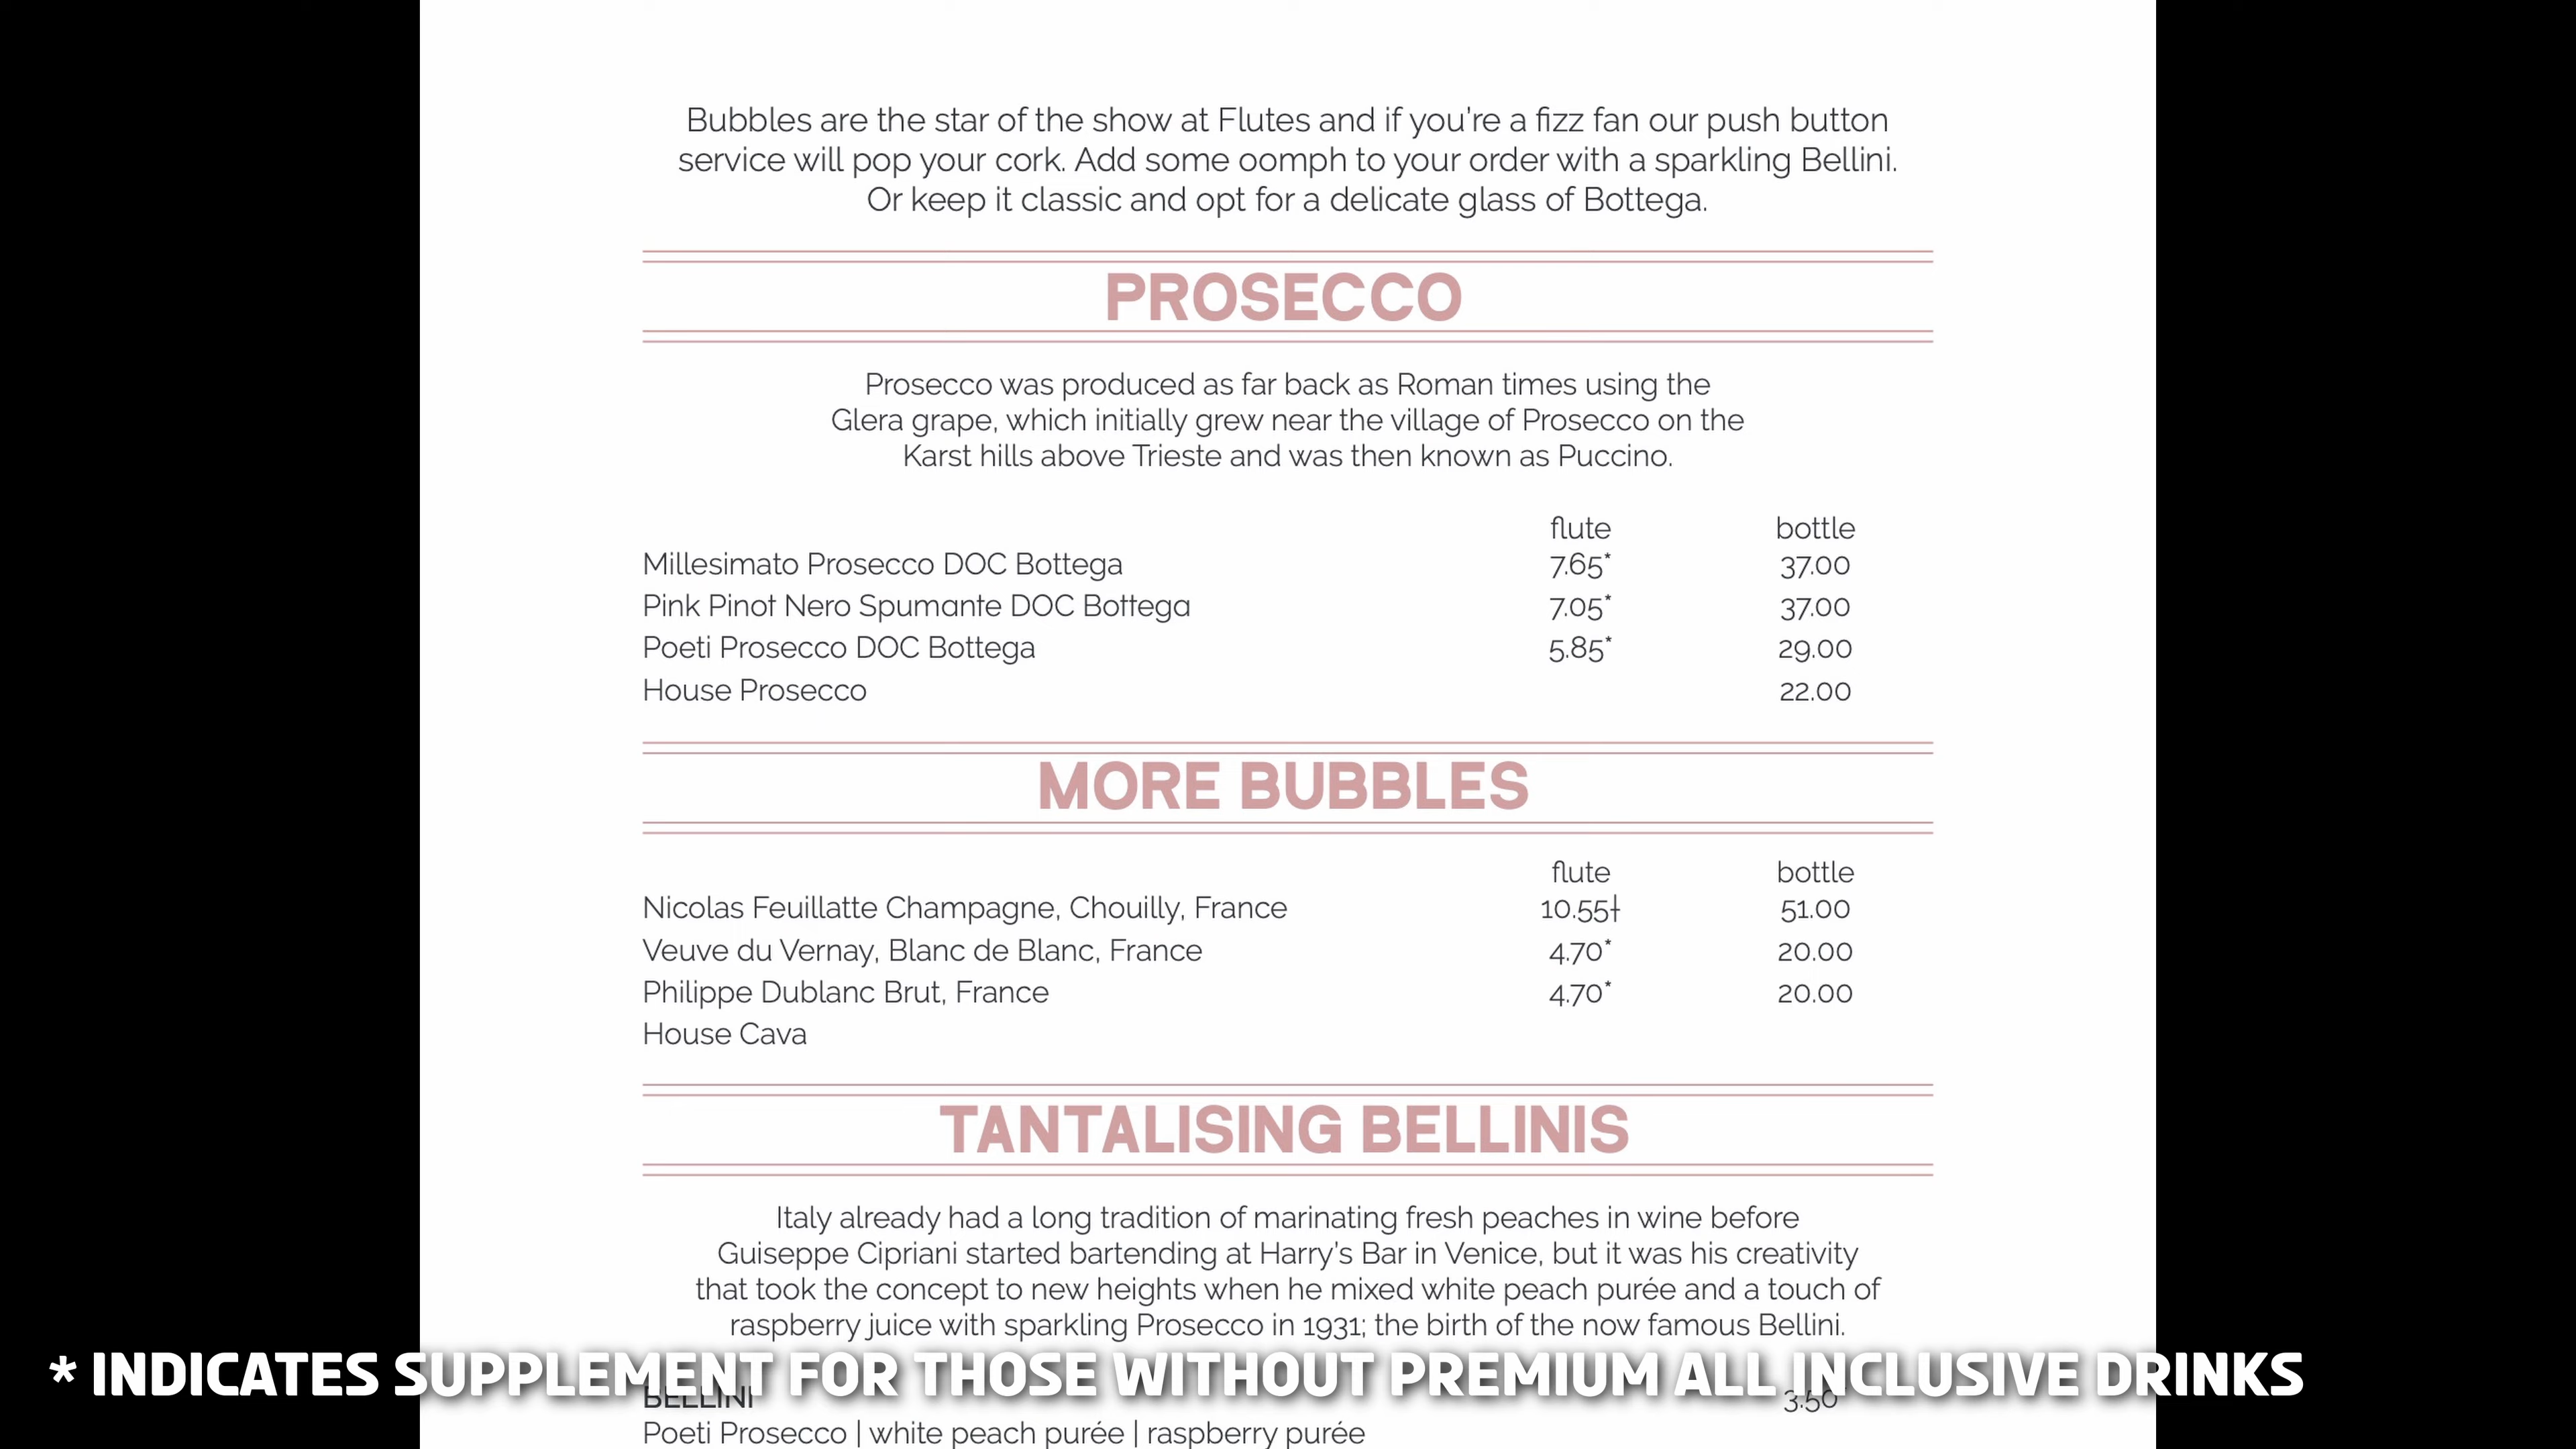 Bubbles are the star of the show at Flutes and if you're a fizz fan our push button
service will pop your cork. Add some oomph to your order with a sparkling Bellini.
Or keep it classic and opt for a delicate glass of Bottega.
PROSECCO
Prosecco was produced as far back as Roman times using the
Glera grape, which initially grew near the village of Prosecco on the
Karst hills above Trieste and was then known as Puccino.
flute bottle
Millesimato Prosecco DOC Bottega 7.65* 37.00
Pink Pinot Nero Spumante DOC Bottega 7.05* 37.00
Poeti Prosecco DOC Bottega 5.85* 29.00
House Prosecco 22.00
MORE BUBBLES
flute bottle
Nicolas Feuillatte Champagne, Chouilly, France 10.55ƚ 51.00
Veuve du Vernay, Blanc de Blanc, France 4.70* 20.00
Philippe Dublanc Brut, France 4.70* 20.00
House Cava
TANTALISING BELLINIS
Italy already had a long tradition of marinating fresh peaches in wine before
Guiseppe Cipriani started bartending at Harry's Bar in Venice, but it was his creativity
that took the concept to new heights when he mixed white peach purée and a touch of
raspberry juice with sparkling Prosecco in 1931; the birth of the now famous Bellini.
* INDICATES SUPPLEMENT FOR THOSE WITHOUT PREMIUM ALL INCLUSIVE DRINKS
BELLINI 3.50
Poeti Prosecco | white peach purée | raspberry purée